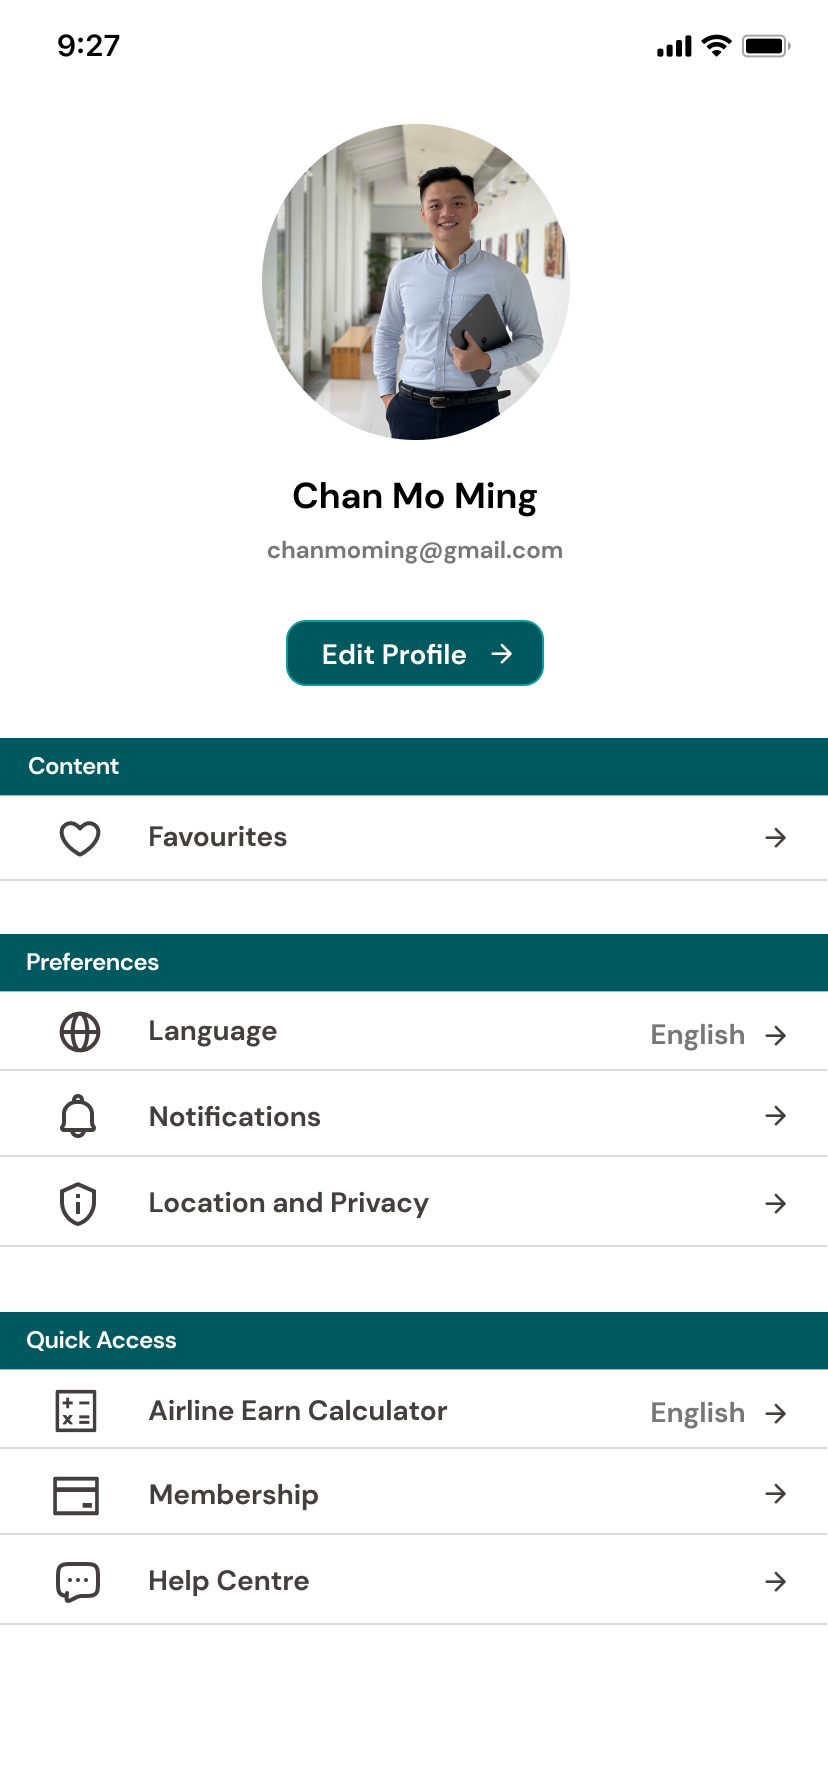 9:27
Chan Mo Ming
chanmoming@gmail.com
Edit Profile
Content
Favourites
Preferences
Language English
Notifications
Location and Privacy
Quick Access
Airline Earn Calculator English
Membership
Help Centre